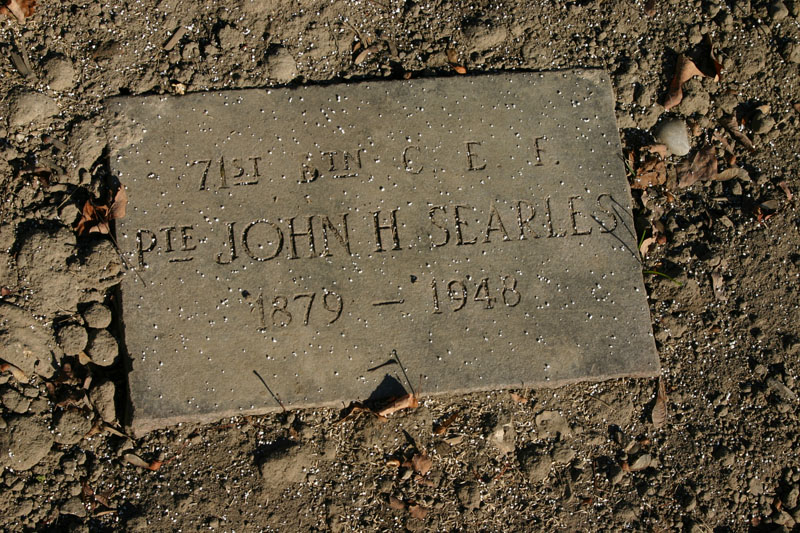 71ST BTN C. E. F.
PTE JOHN H. SEARLES
1879 – 1948